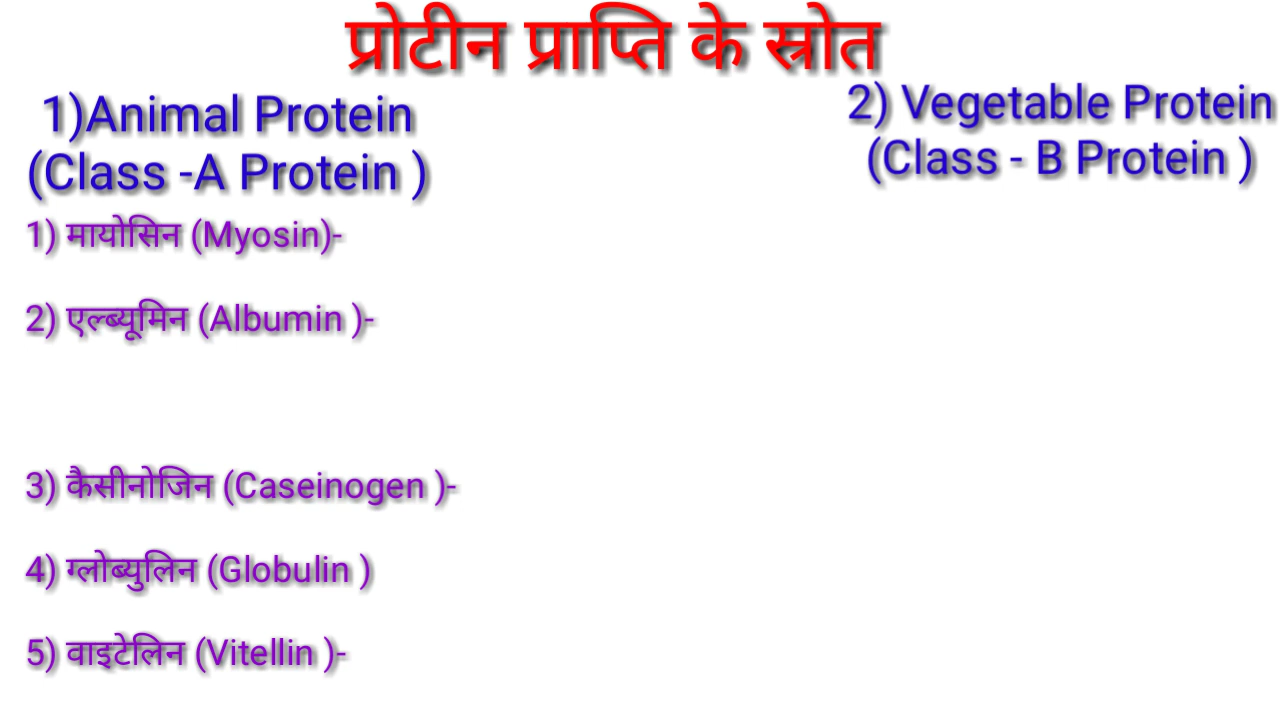 प्रोटीन प्राप्ति के स्रोत
1)Animal Protein
(Class -A Protein )
2) Vegetable Protein
(Class - B Protein )
1) मायोसिन (Myosin)-
2) एल्ब्यूमिन (Albumin )-
3) कैसीनोजिन (Caseinogen )-
4) ग्लोब्युलिन (Globulin )
5) वाइटेलिन (Vitellin )-